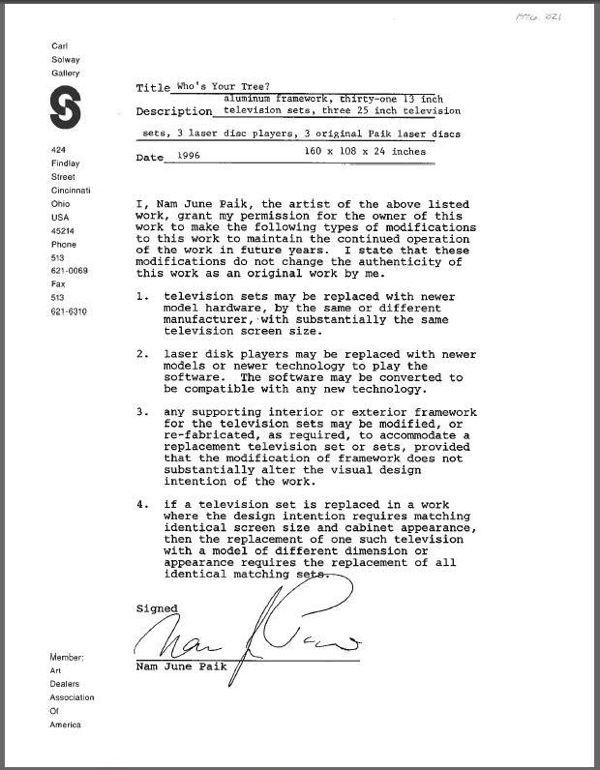 Carl
Solway
Gallery
S
424
Findlay
Street
Cincinnati
Ohio
USA
45214
Phone
513
621-0069
Fax
513
621-6310
Title Who's Your Tree?
aluminum framework, thirty-one 13 inch
Description television sets, three 25 inch television
sets, 3 laser disc players, 3 original Paik laser discs
Date 1996 160 x 108 x 24 inches
I, Nam June Paik, the artist of the above listed
work, grant my permission for the owner of this
work to make the following types of modifications
to this work to maintain the continued operation
of the work in future years. I state that these
modifications do not change the authenticity of
this work as an original work by me.
1. television sets may be replaced with newer
model hardware, by the same or different
manufacturer, with substantially the same
television screen size.
2. laser disk players may be replaced with newer
models or newer technology to play the
software. The software may be converted to
be compatible with any new technology.
3. any supporting interior or exterior framework
for the television sets may be modified, or
re-fabricated, as required, to accommodate a
replacement television set or sets, provided
that the modification of framework does not
substantially alter the visual design
intention of the work.
4. if a television set is replaced in a work
where the design intention requires matching
identical screen size and cabinet appearance,
then the replacement of one such television
with a model of different dimension or
appearance requires the replacement of all
identical matching sets.
Signed
Nam J Paik
Nam June Paik
Member:
Art
Dealers
Association
Of
America